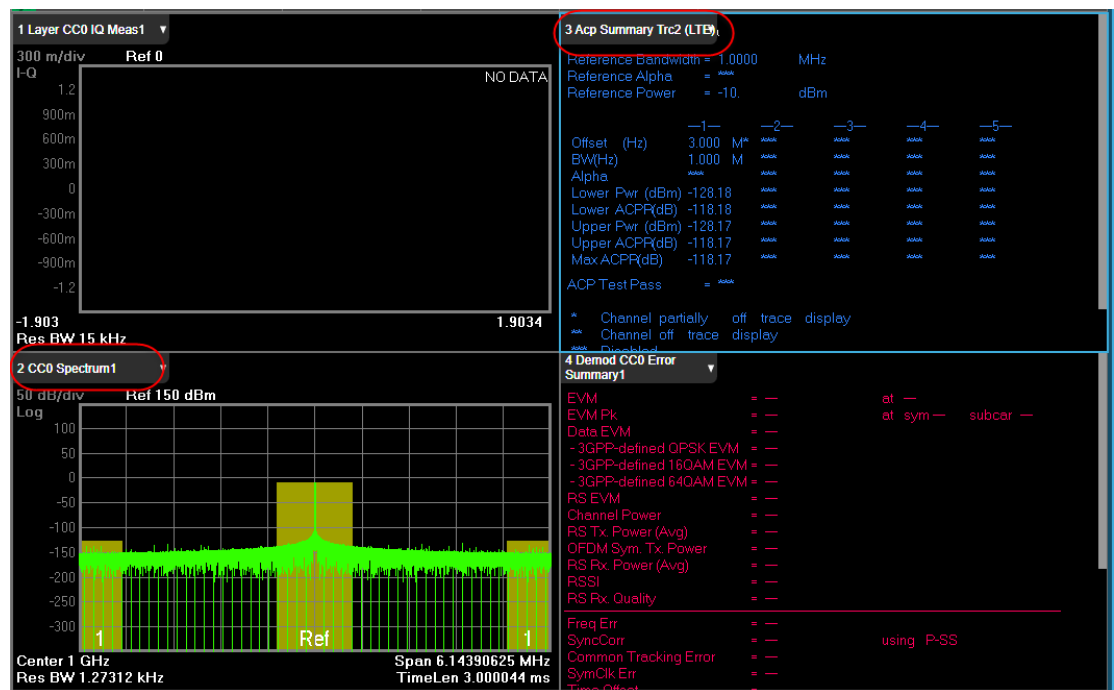 1 Layer CC0 IQ Meas1 ▼
300 m/div Ref 0
I-Q NO DATA
1.2
900m
600m
300m
0
-300m
-600m
-900m
-1.2
-1.903 1.9034
Res BW 15 kHz
3 Acp Summary Trc2 (LTE)
Reference Bandwidth = 1.0000 MHz
Reference Alpha = ***
Reference Power = -10. dBm
—1— —2— —3— —4— —5—
Offset (Hz) 3.000 M* *** *** *** ***
BW(Hz) 1.000 M *** *** *** ***
Alpha *** *** *** *** ***
Lower Pwr (dBm) -128.18 *** *** *** ***
Lower ACPR(dB) -118.18 *** *** *** ***
Upper Pwr (dBm) -128.17 *** *** *** ***
Upper ACPR(dB) -118.17 *** *** *** ***
Max ACPR(dB) -118.17 *** *** *** ***
ACP Test Pass = ***
* Channel partially off trace display
** Channel off trace display
*** Disabled
2 CC0 Spectrum1 ▼
50 dB/div Ref 150 dBm
Log
100
50
0
-50
-100
-150
-200
-250
-300
1 Ref 1
Center 1 GHz Span 6.14390625 MHz
Res BW 1.27312 kHz TimeLen 3.000044 ms
4 Demod CC0 Error
Summary1 ▼
EVM = — at —
EVM Pk = — at sym — subcar —
Data EVM = —
- 3GPP-defined QPSK EVM = —
- 3GPP-defined 16QAM EVM = —
- 3GPP-defined 64QAM EVM = —
RS EVM = —
Channel Power = —
RS Tx. Power (Avg) = —
OFDM Sym. Tx. Power = —
RS Rx. Power (Avg) = —
RSSI = —
RS Rx. Quality = —
Freq Err = —
SyncCorr = — using P-SS
Common Tracking Error = —
SymClk Err = —
Time Offset = —